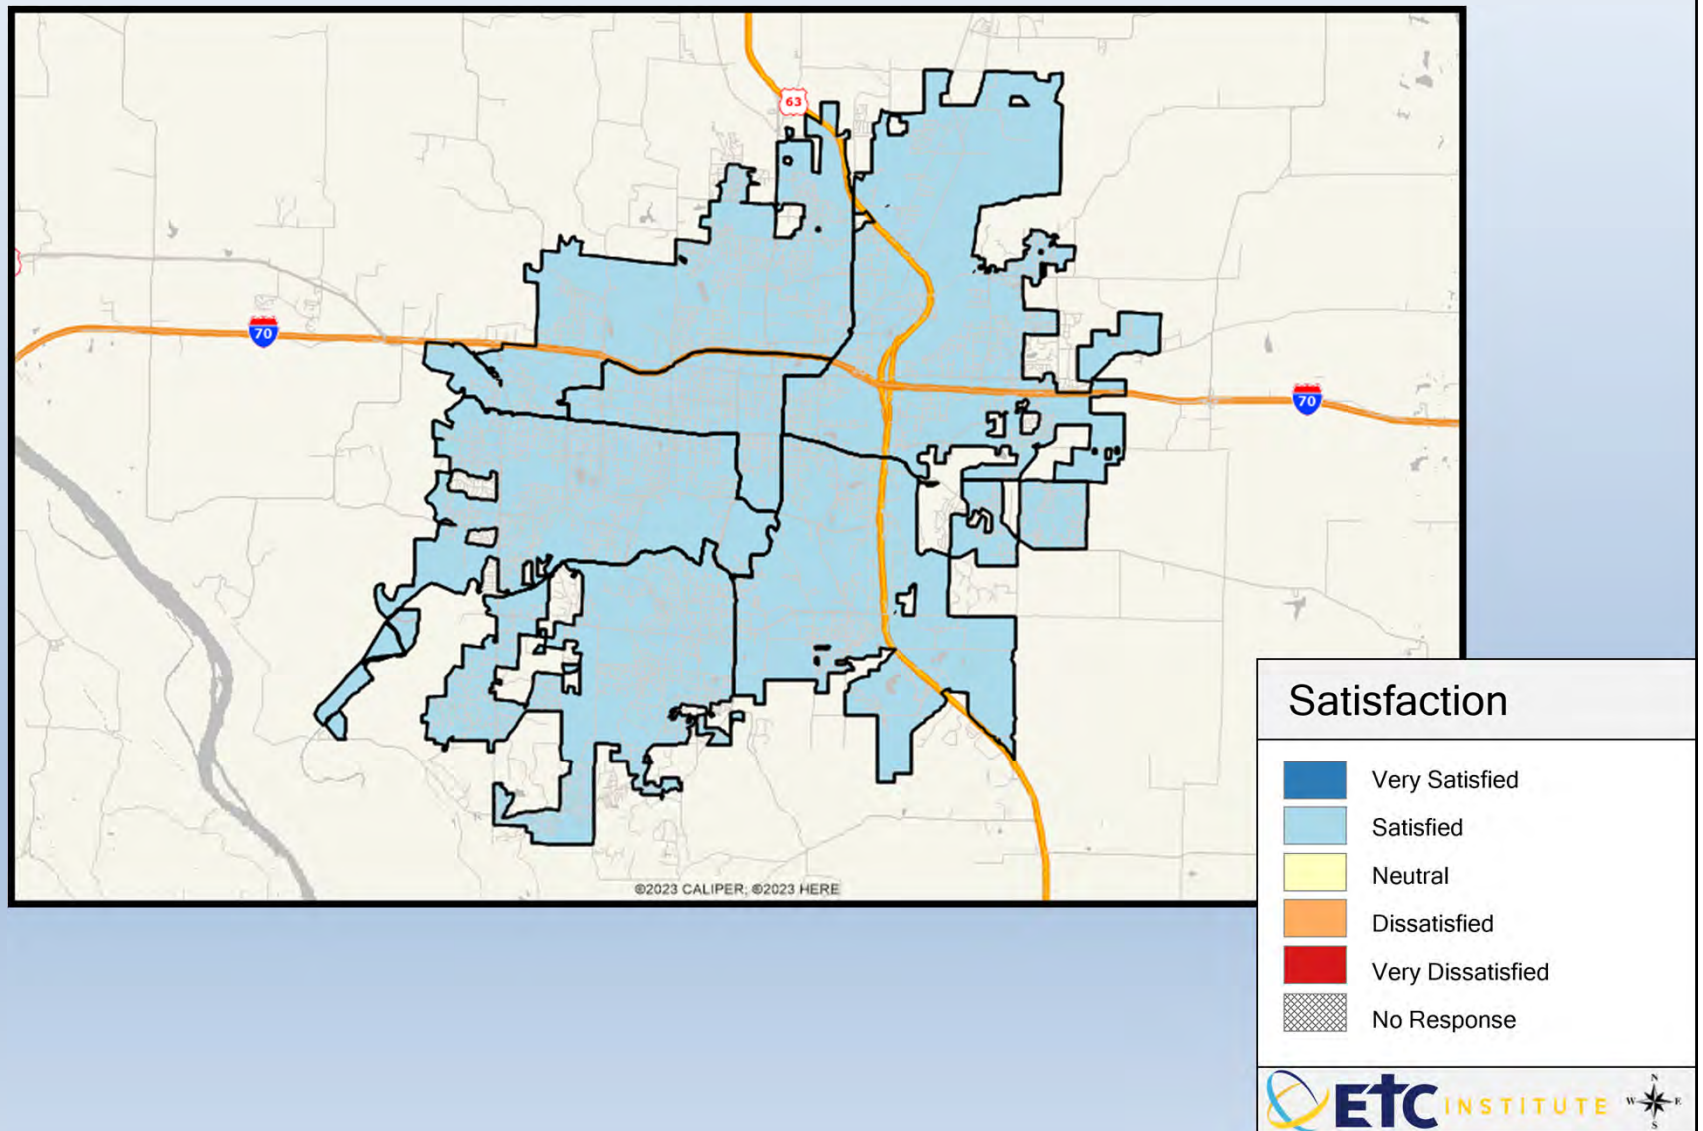 63
70
70
©2023 CALIPER; ©2023 HERE
Satisfaction
Very Satisfied
Satisfied
Neutral
Dissatisfied
Very Dissatisfied
No Response
ETC INSTITUTE
N
W E
S